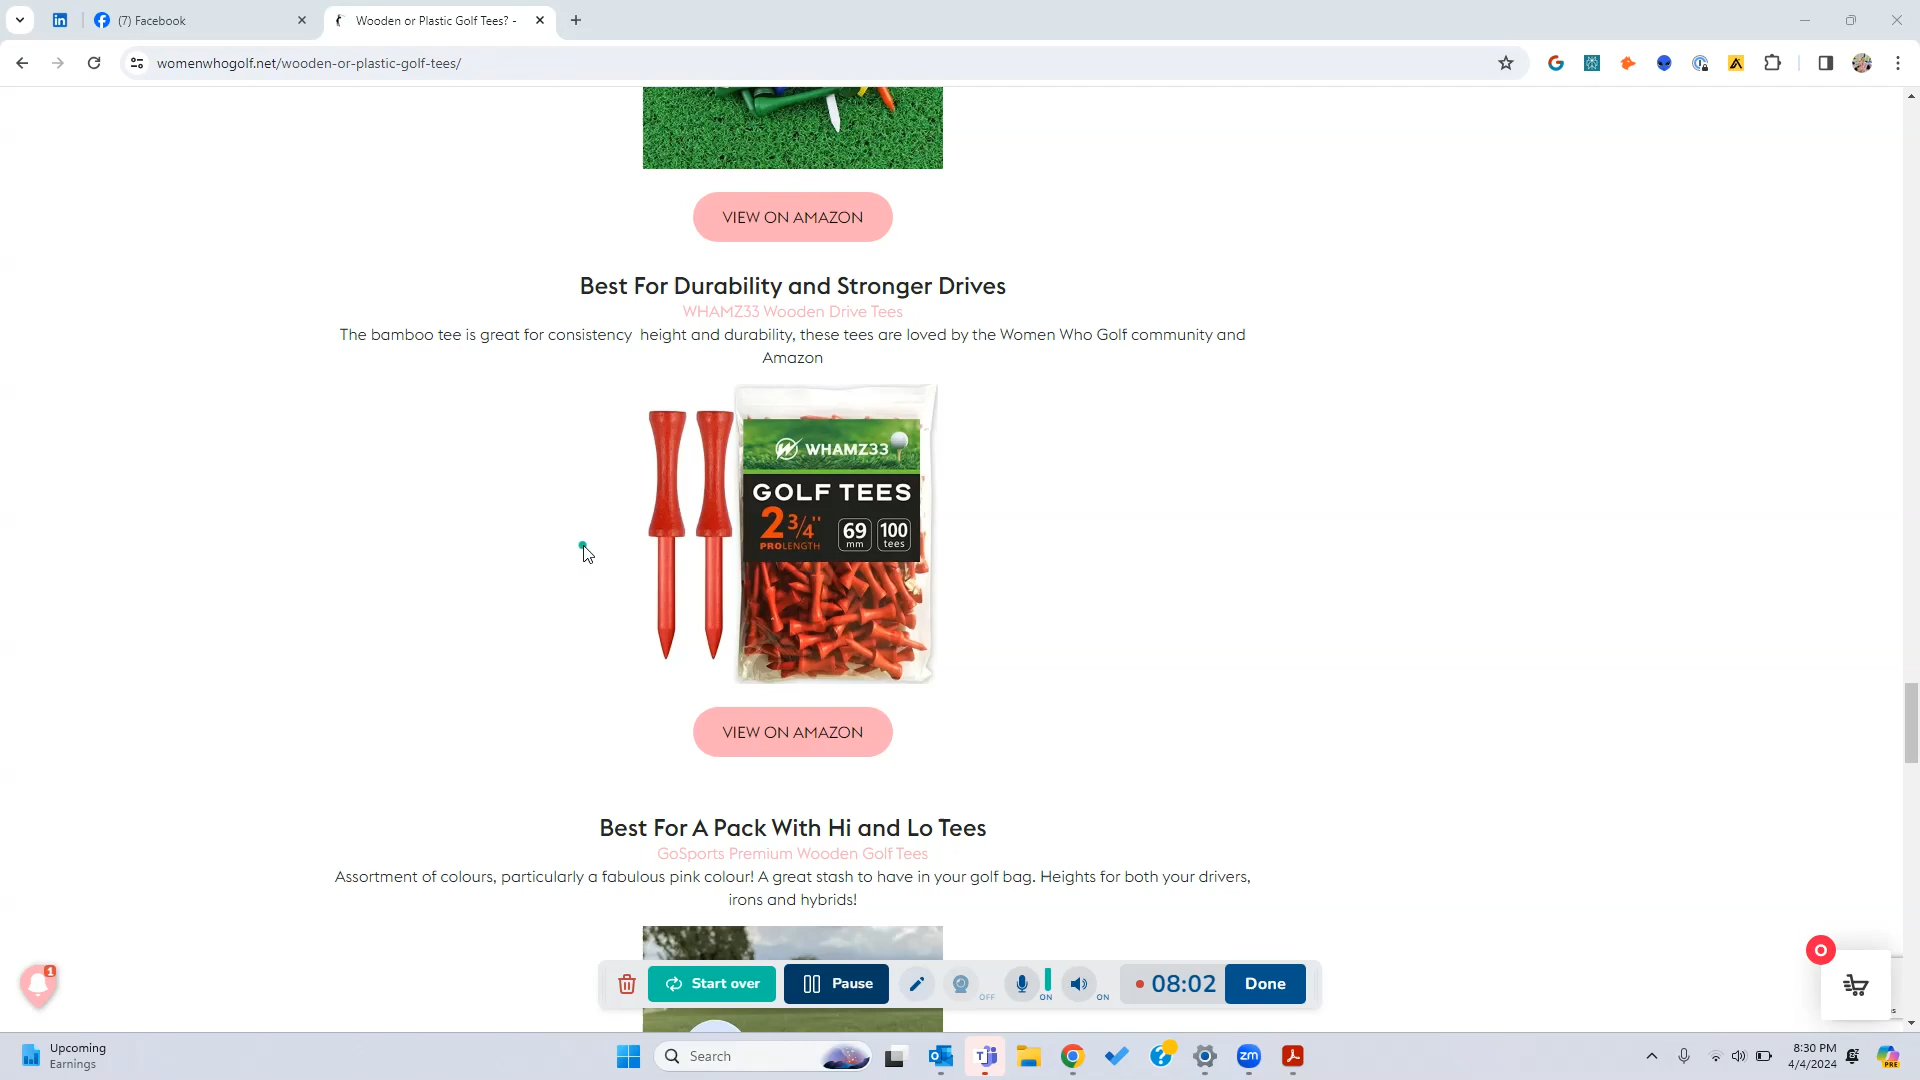 (7) Facebook
Wooden or Plastic Golf Tees? -
womenwhogolf.net/wooden-or-plastic-golf-tees/
VIEW ON AMAZON
Best For Durability and Stronger Drives
WHAMZ33 Wooden Drive Tees
The bamboo tee is great for consistency  height and durability, these tees are loved by the Women Who Golf community and
Amazon
WHAMZ33
GOLF TEES
2 3/4"
PROLENGTH
69
mm
100
tees
VIEW ON AMAZON
Best For A Pack With Hi and Lo Tees
GoSports Premium Wooden Golf Tees
Assortment of colours, particularly a fabulous pink colour! A great stash to have in your golf bag. Heights for both your drivers,
irons and hybrids!
1
0
Start over
Pause
OFF
ON
ON
08:02
Done
Upcoming
Earnings
Search
zm
PRE
8:30 PM
4/4/2024